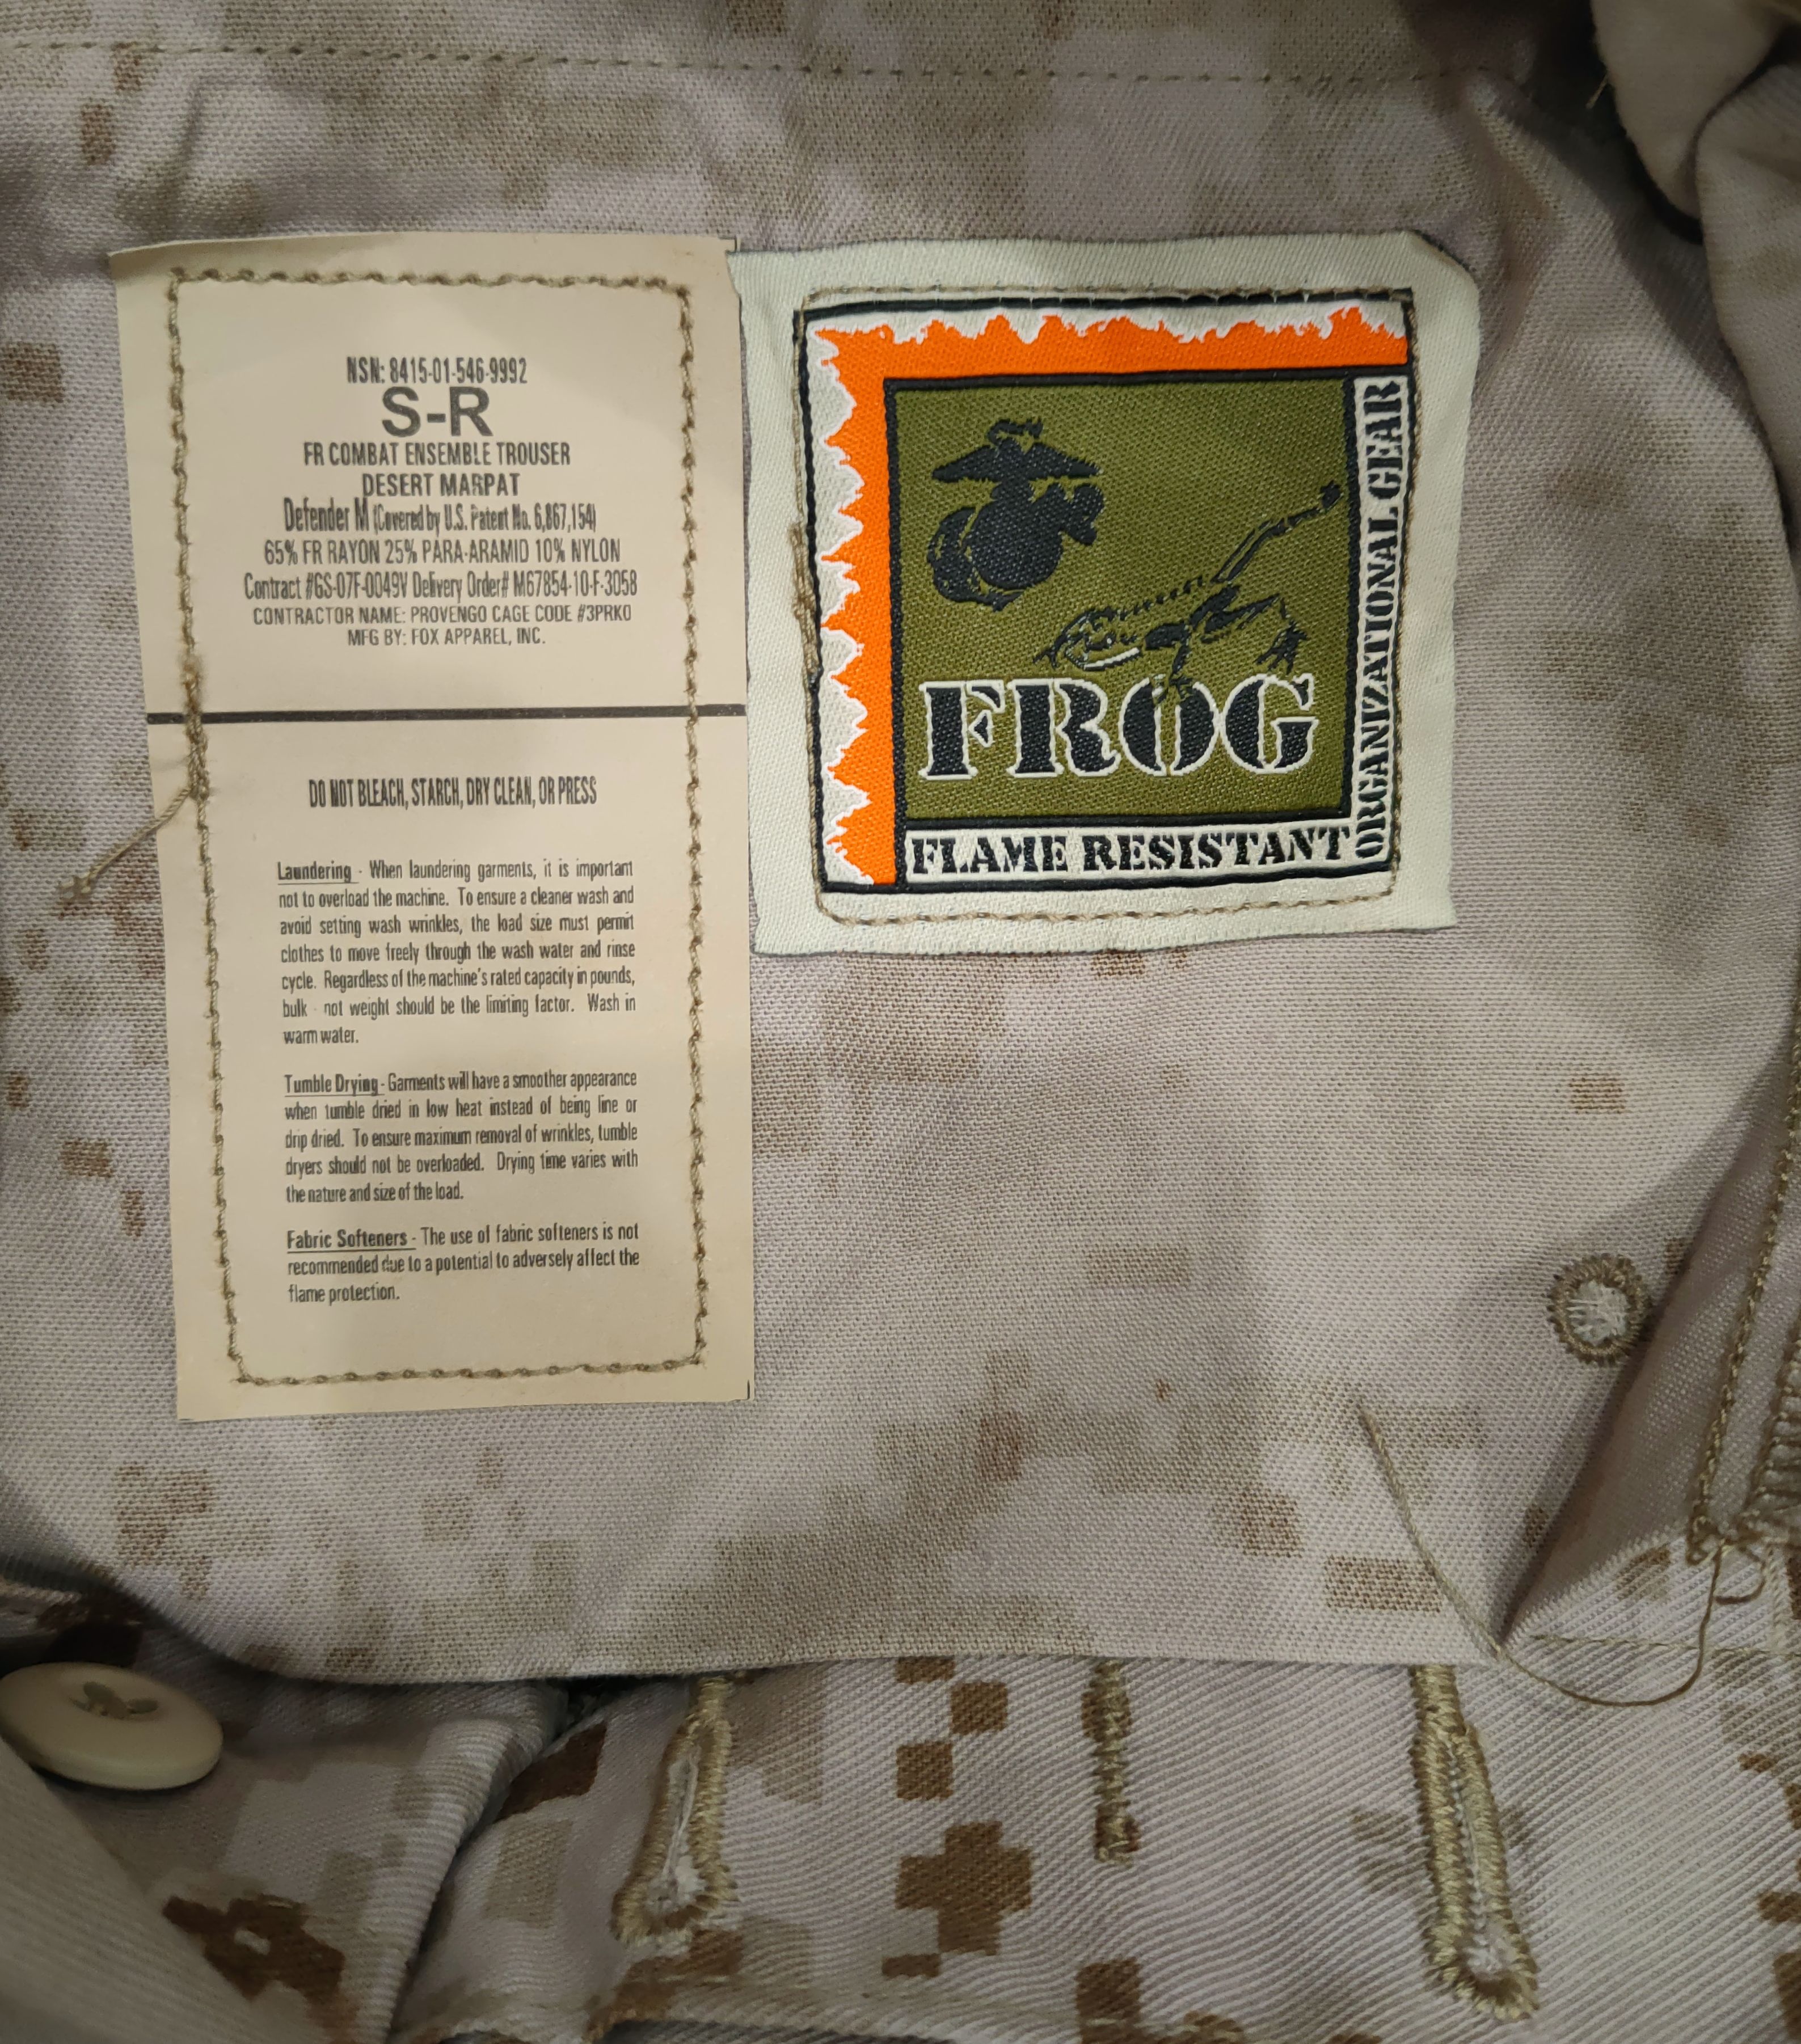 NSN: 8415-01-546-9992
S-R
FR COMBAT ENSEMBLE TROUSER
DESERT MARPAT
Defender M (Covered by U.S. Patent No. 6,867,154)
65% FR RAYON 25% PARA-ARAMID 10% NYLON
Contract #GS-07F-0049V Delivery Order# M67854-10-F-3058
CONTRACTOR NAME: PROVENGO CAGE CODE #3PRK0
MFG BY: FOX APPAREL, INC.
DO NOT BLEACH, STARCH, DRY CLEAN, OR PRESS
Laundering - When laundering garments, it is important
not to overload the machine. To ensure a cleaner wash and
avoid setting wash wrinkles, the load size must permit
clothes to move freely through the wash water and rinse
cycle. Regardless of the machine's rated capacity in pounds,
bulk - not weight should be the limiting factor. Wash in
warm water.
Tumble Drying - Garments will have a smoother appearance
when tumble dried in low heat instead of being line or
drip dried. To ensure maximum removal of wrinkles, tumble
dryers should not be overloaded. Drying time varies with
the nature and size of the load.
Fabric Softeners - The use of fabric softeners is not
recommended due to a potential to adversely affect the
flame protection.
FROG
FLAME RESISTANT
ORGANIZATIONAL GEAR